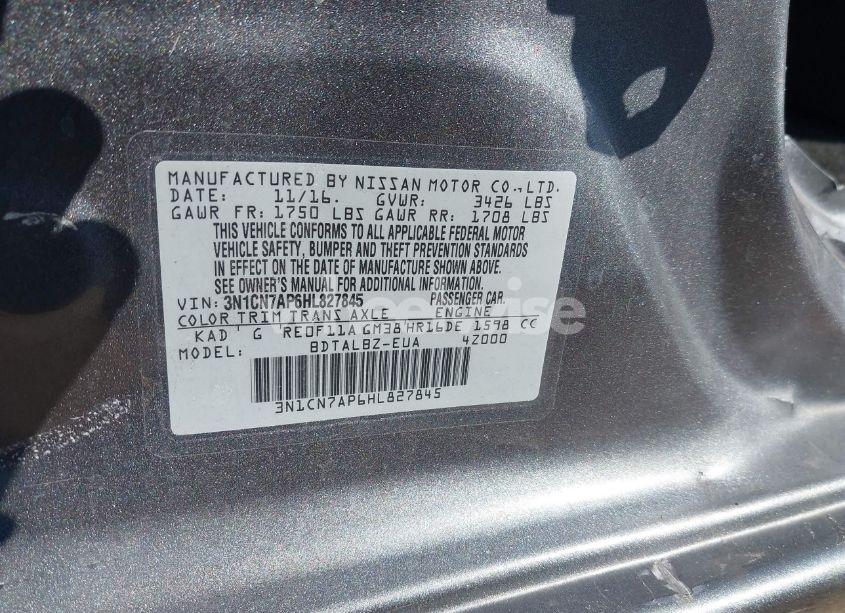 MANUFACTURED BY NISSAN MOTOR CO.,LTD.
DATE: 11/16. GVWR: 3426 LBS
GAWR FR: 1750 LBS GAWR RR: 1708 LBS
THIS VEHICLE CONFORMS TO ALL APPLICABLE FEDERAL MOTOR
VEHICLE SAFETY, BUMPER AND THEFT PREVENTION STANDARDS
IN EFFECT ON THE DATE OF MANUFACTURE SHOWN ABOVE.
SEE OWNER'S MANUAL FOR ADDITIONAL INFORMATION.
VIN: 3N1CN7AP6HL827845 PASSENGER CAR
COLOR TRIM TRANS AXLE ENGINE
KAD G RE0F11A GM38 HR16DE 1598 CC
MODEL: BDTALBZ-EUA 4Z000
3N1CN7AP6HL827845